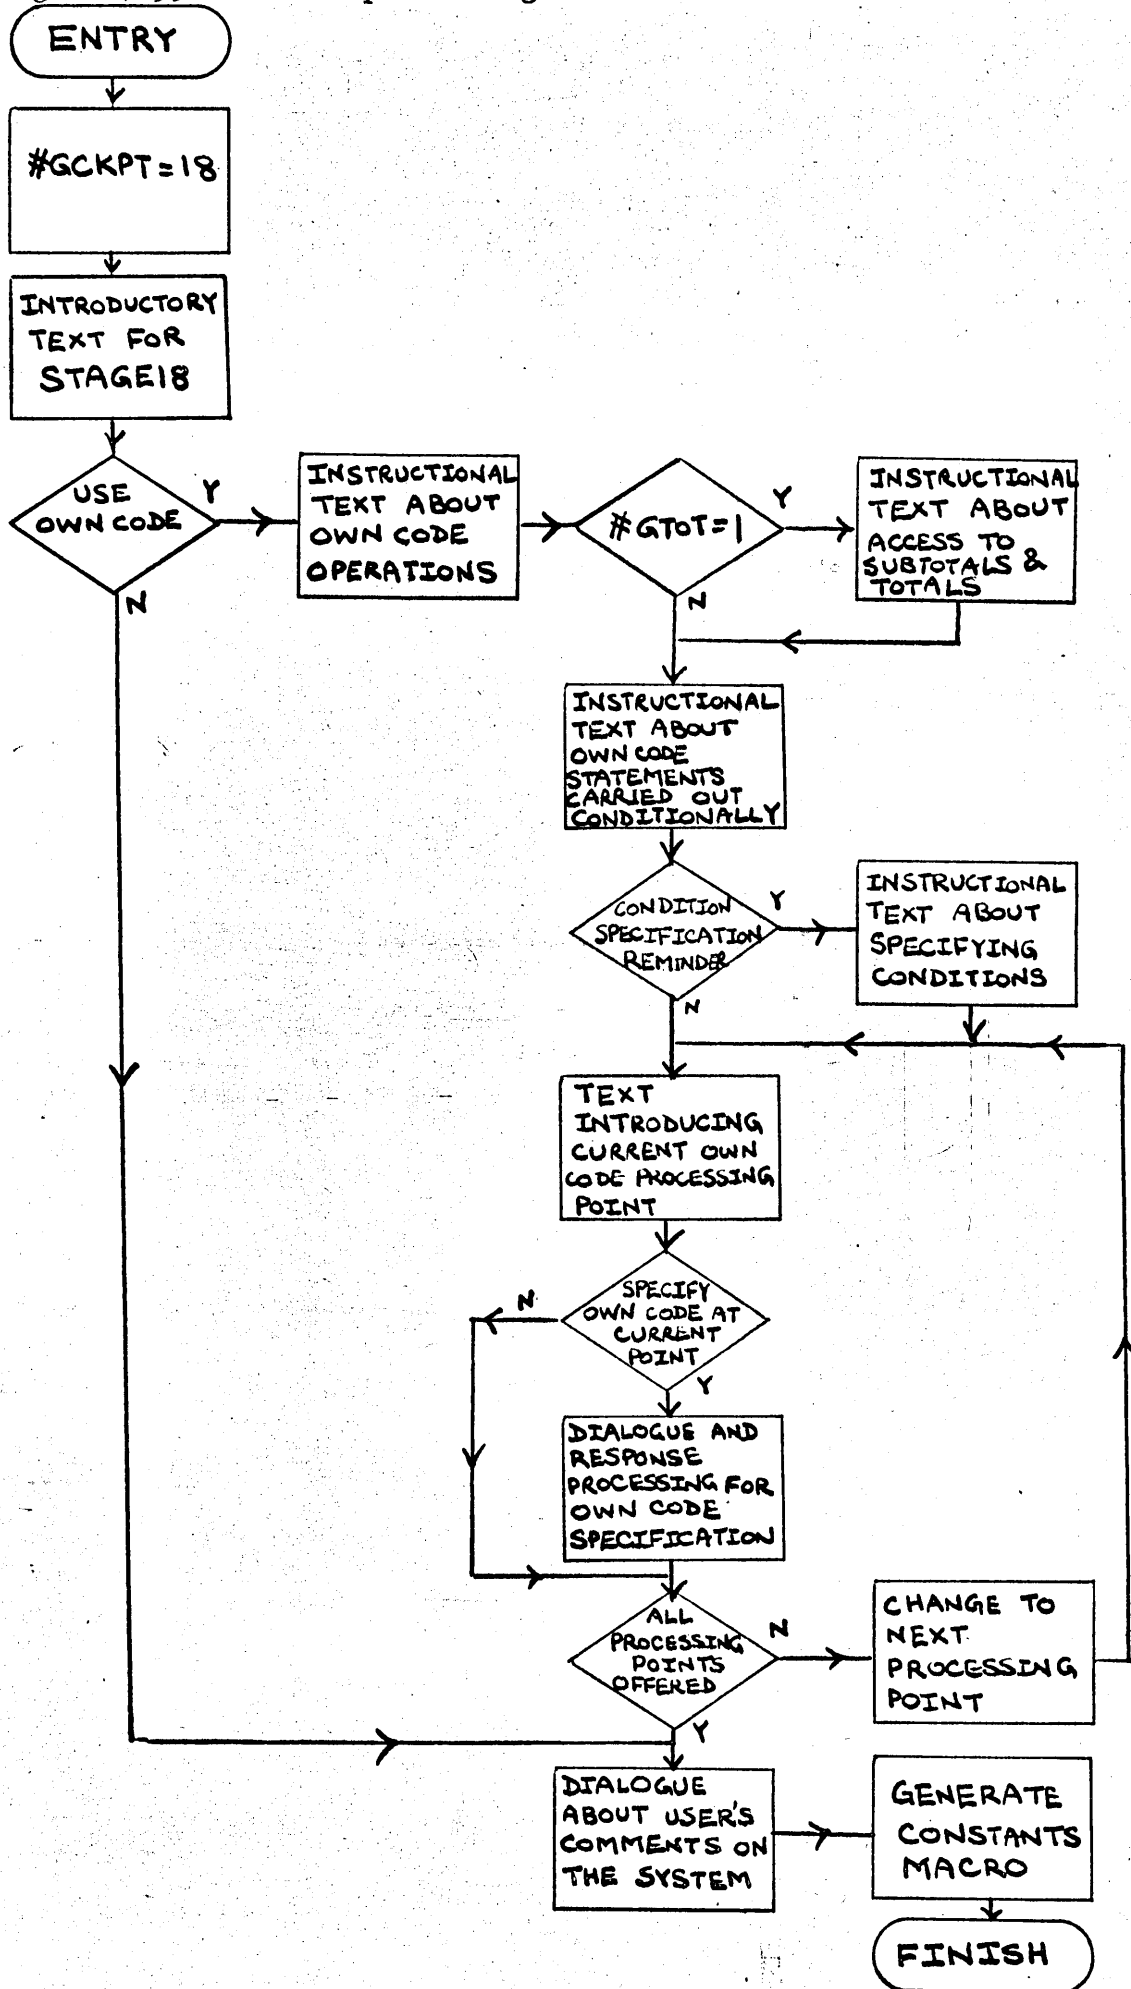 ENTRY
#GCKPT=18
INTRODUCTORY
TEXT FOR
STAGE18
USE
OWN CODE
Y
N
INSTRUCTIONAL
TEXT ABOUT
OWN CODE
OPERATIONS
#GTOT=1
Y
N
INSTRUCTIONAL
TEXT ABOUT
ACCESS TO
SUBTOTALS &
TOTALS
INSTRUCTIONAL
TEXT ABOUT
OWN CODE
STATEMENTS
CARRIED OUT
CONDITIONALLY
CONDITION
SPECIFICATION
REMINDER
Y
N
INSTRUCTIONAL
TEXT ABOUT
SPECIFYING
CONDITIONS
TEXT
INTRODUCING
CURRENT OWN
CODE PROCESSING
POINT
SPECIFY
OWN CODE AT
CURRENT
POINT
N
Y
DIALOGUE AND
RESPONSE
PROCESSING FOR
OWN CODE
SPECIFICATION
ALL
PROCESSING
POINTS
OFFERED
N
Y
CHANGE TO
NEXT
PROCESSING
POINT
DIALOGUE
ABOUT USER'S
COMMENTS ON
THE SYSTEM
GENERATE
CONSTANTS
MACRO
FINISH